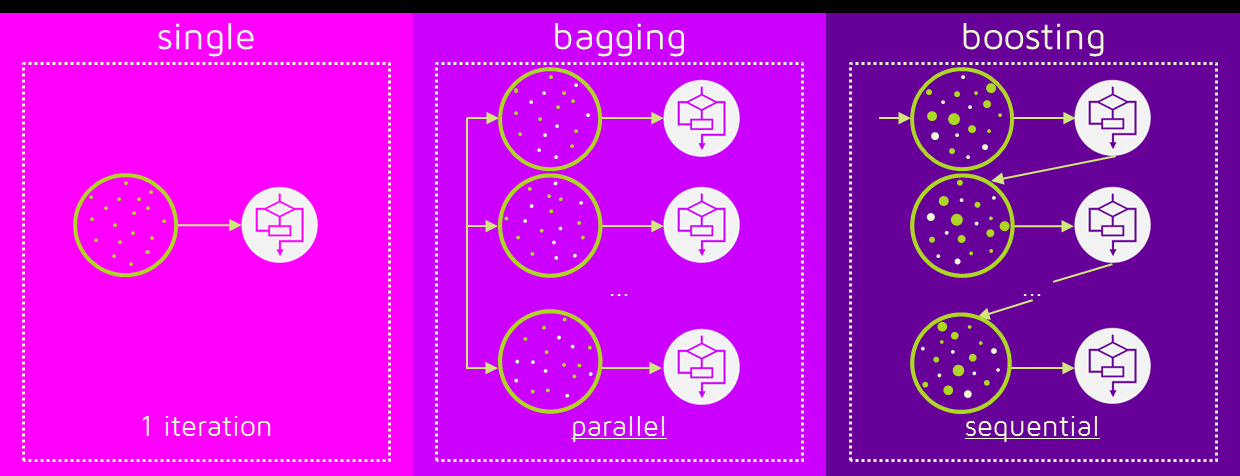 single
bagging
boosting
...
...
1 iteration
parallel
sequential